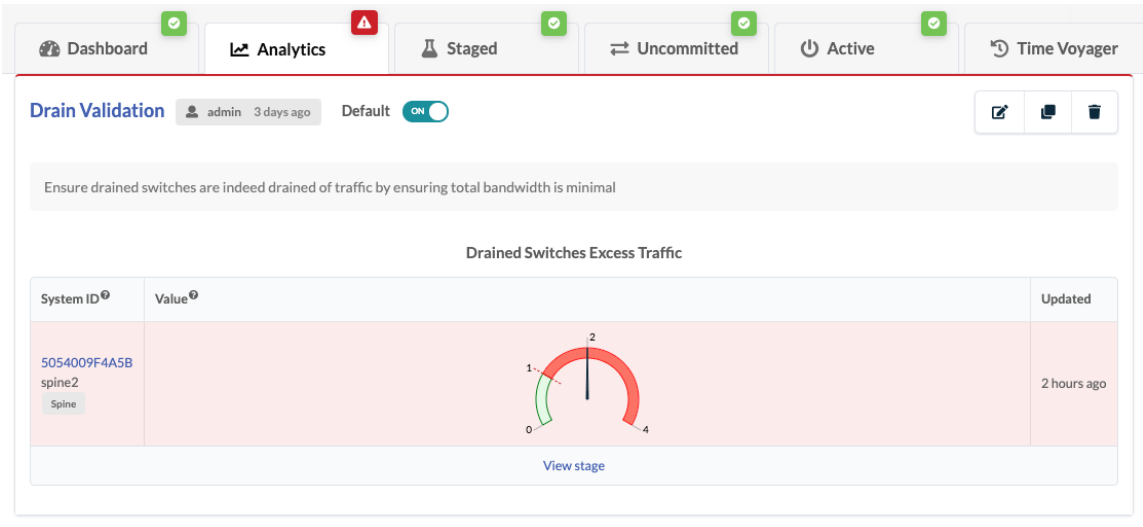 Dashboard
Analytics
Staged
Uncommitted
Active
Time Voyager
Drain Validation admin 3 days ago Default ON
Ensure drained switches are indeed drained of traffic by ensuring total bandwidth is minimal
Drained Switches Excess Traffic
System ID Value Updated
5054009F4A5B
spine2
Spine
2
1
0
4
2 hours ago
View stage